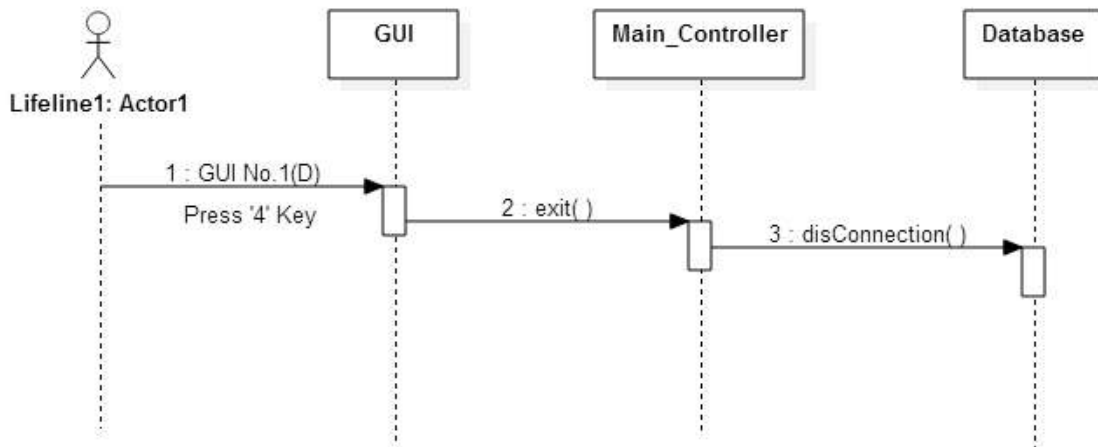 GUI
Main_Controller
Database
Lifeline1: Actor1
1 : GUI No.1(D)
Press '4' Key
2 : exit( )
3 : disConnection( )